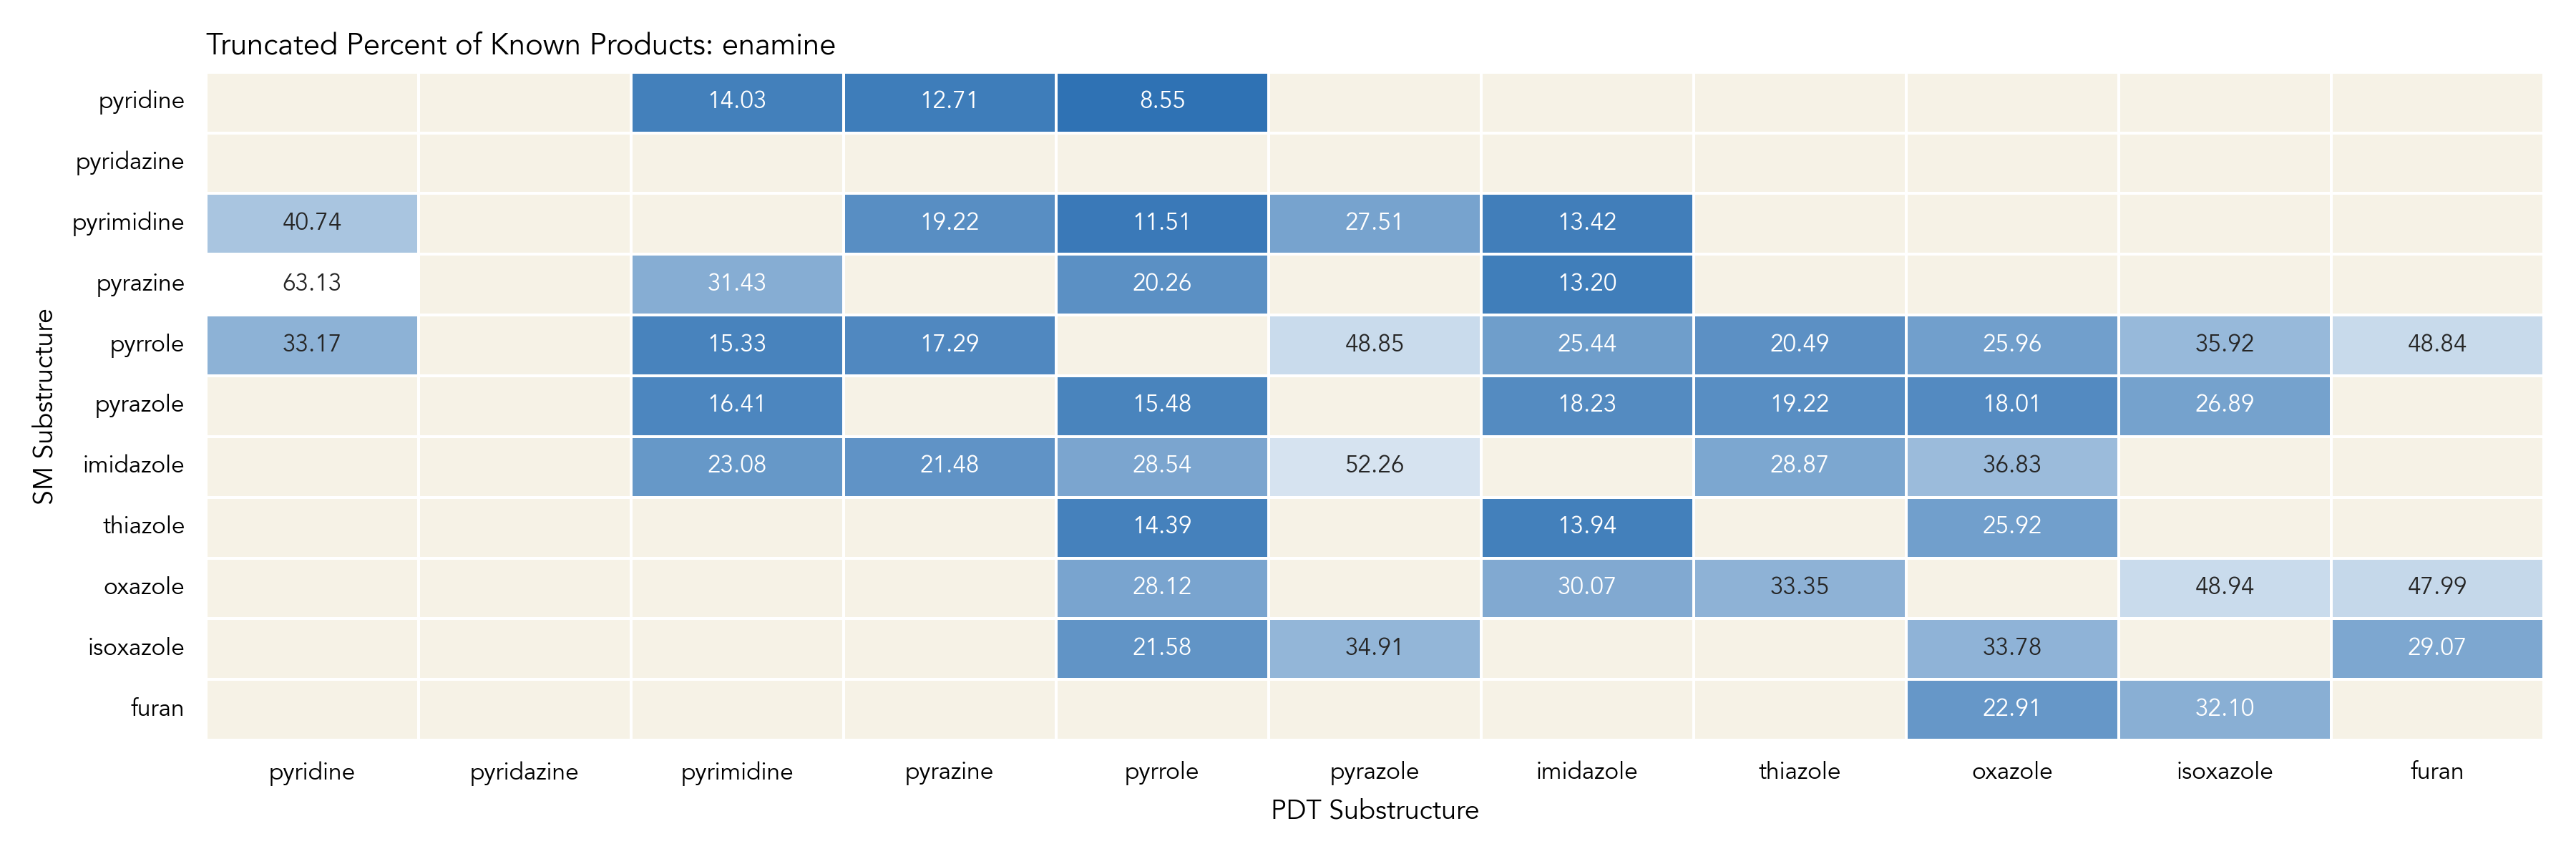 Truncated Percent of Known Products: enamine
pyridine 14.03 12.71 8.55
pyridazine
pyrimidine 40.74 19.22 11.51 27.51 13.42
pyrazine 63.13 31.43 20.26 13.20
pyrrole 33.17 15.33 17.29 48.85 25.44 20.49 25.96 35.92 48.84
pyrazole 16.41 15.48 18.23 19.22 18.01 26.89
imidazole 23.08 21.48 28.54 52.26 28.87 36.83
thiazole 14.39 13.94 25.92
oxazole 28.12 30.07 33.35 48.94 47.99
isoxazole 21.58 34.91 33.78 29.07
furan 22.91 32.10
SM Substructure
pyridine pyridazine pyrimidine pyrazine pyrrole pyrazole imidazole thiazole oxazole isoxazole furan
PDT Substructure